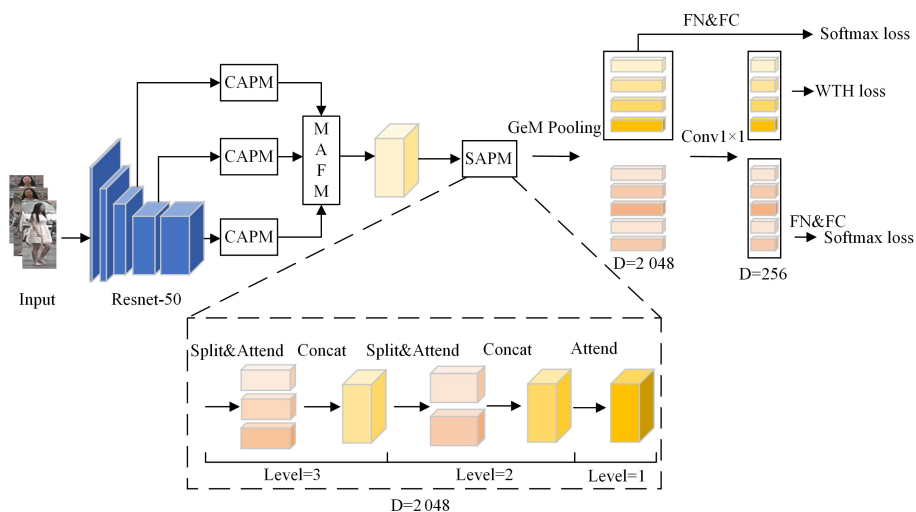 FN&FC
Softmax loss
CAPM
CAPM
CAPM
M
A
F
M
SAPM
GeM Pooling
Conv1×1
WTH loss
FN&FC
Softmax loss
D=2 048
D=256
Input
Resnet-50
Split&Attend
Concat
Split&Attend
Concat
Attend
Level=3
Level=2
Level=1
D=2 048